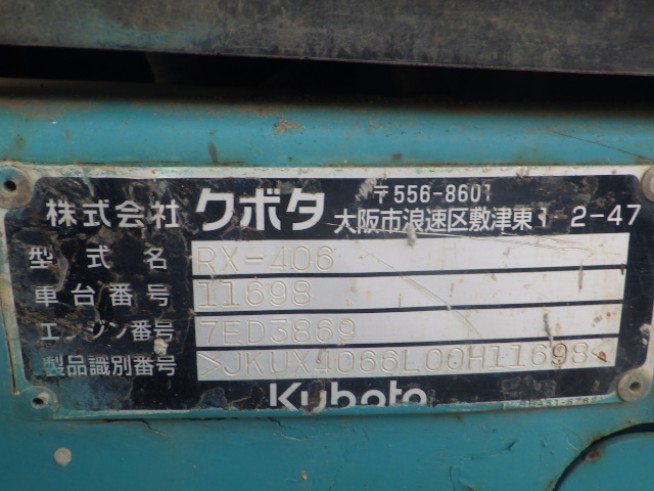 株式会社 クボタ 〒556-8601
大阪市浪速区敷津東1-2-47
型式名 RX-406
車台番号 11698
エンジン番号 7ED3869
製品識別番号 >JKUX4066L00H11698<
Kubota